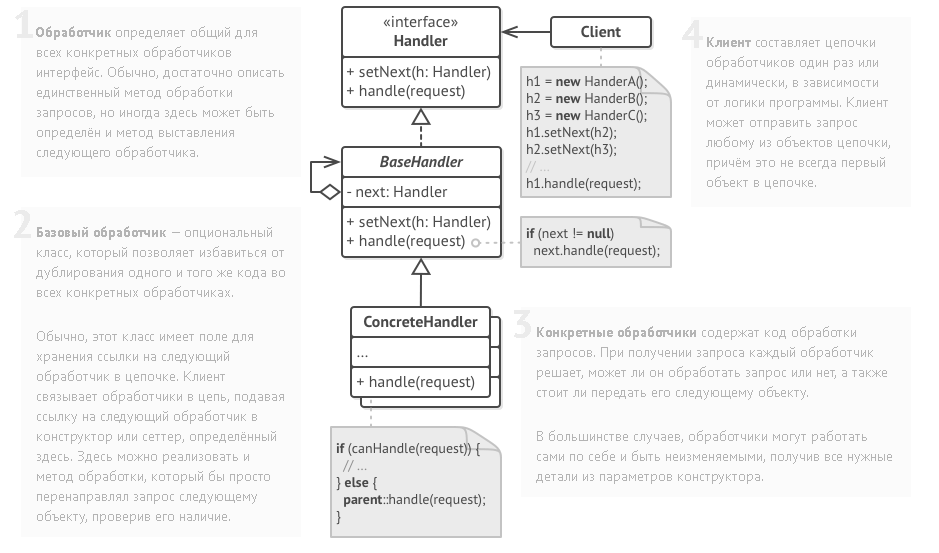 1
Обработчик определяет общий для
всех конкретных обработчиков
интерфейс. Обычно, достаточно описать
единственный метод обработки
запросов, но иногда здесь может быть
определён и метод выставления
следующего обработчика.
«interface»
Handler
+ setNext(h: Handler)
+ handle(request)
Client
h1 = new HanderA();
h2 = new HanderB();
h3 = new HanderC();
h1.setNext(h2);
h2.setNext(h3);
// ...
h1.handle(request);
4
Клиент составляет цепочки
обработчиков один раз или
динамически, в зависимости
от логики программы. Клиент
может отправить запрос
любому из объектов цепочки,
причём это не всегда первый
объект в цепочке.
BaseHandler
- next: Handler
+ setNext(h: Handler)
+ handle(request)
if (next != null)
next.handle(request);
2
Базовый обработчик — опциональный
класс, который позволяет избавиться от
дублирования одного и того же кода во
всех конкретных обработчиках.
Обычно, этот класс имеет поле для
хранения ссылки на следующий
обработчик в цепочке. Клиент
связывает обработчики в цепь, подавая
ссылку на следующий обработчик в
конструктор или сеттер, определённый
здесь. Здесь можно реализовать и
метод обработки, который бы просто
перенаправлял запрос следующему
объекту, проверив его наличие.
ConcreteHandler
...
+ handle(request)
if (canHandle(request)) {
// ...
} else {
parent::handle(request);
}
3
Конкретные обработчики содержат код обработки
запросов. При получении запроса каждый обработчик
решает, может ли он обработать запрос или нет, а также
стоит ли передать его следующему объекту.
В большинстве случаев, обработчики могут работать
сами по себе и быть неизменяемыми, получив все нужные
детали из параметров конструктора.